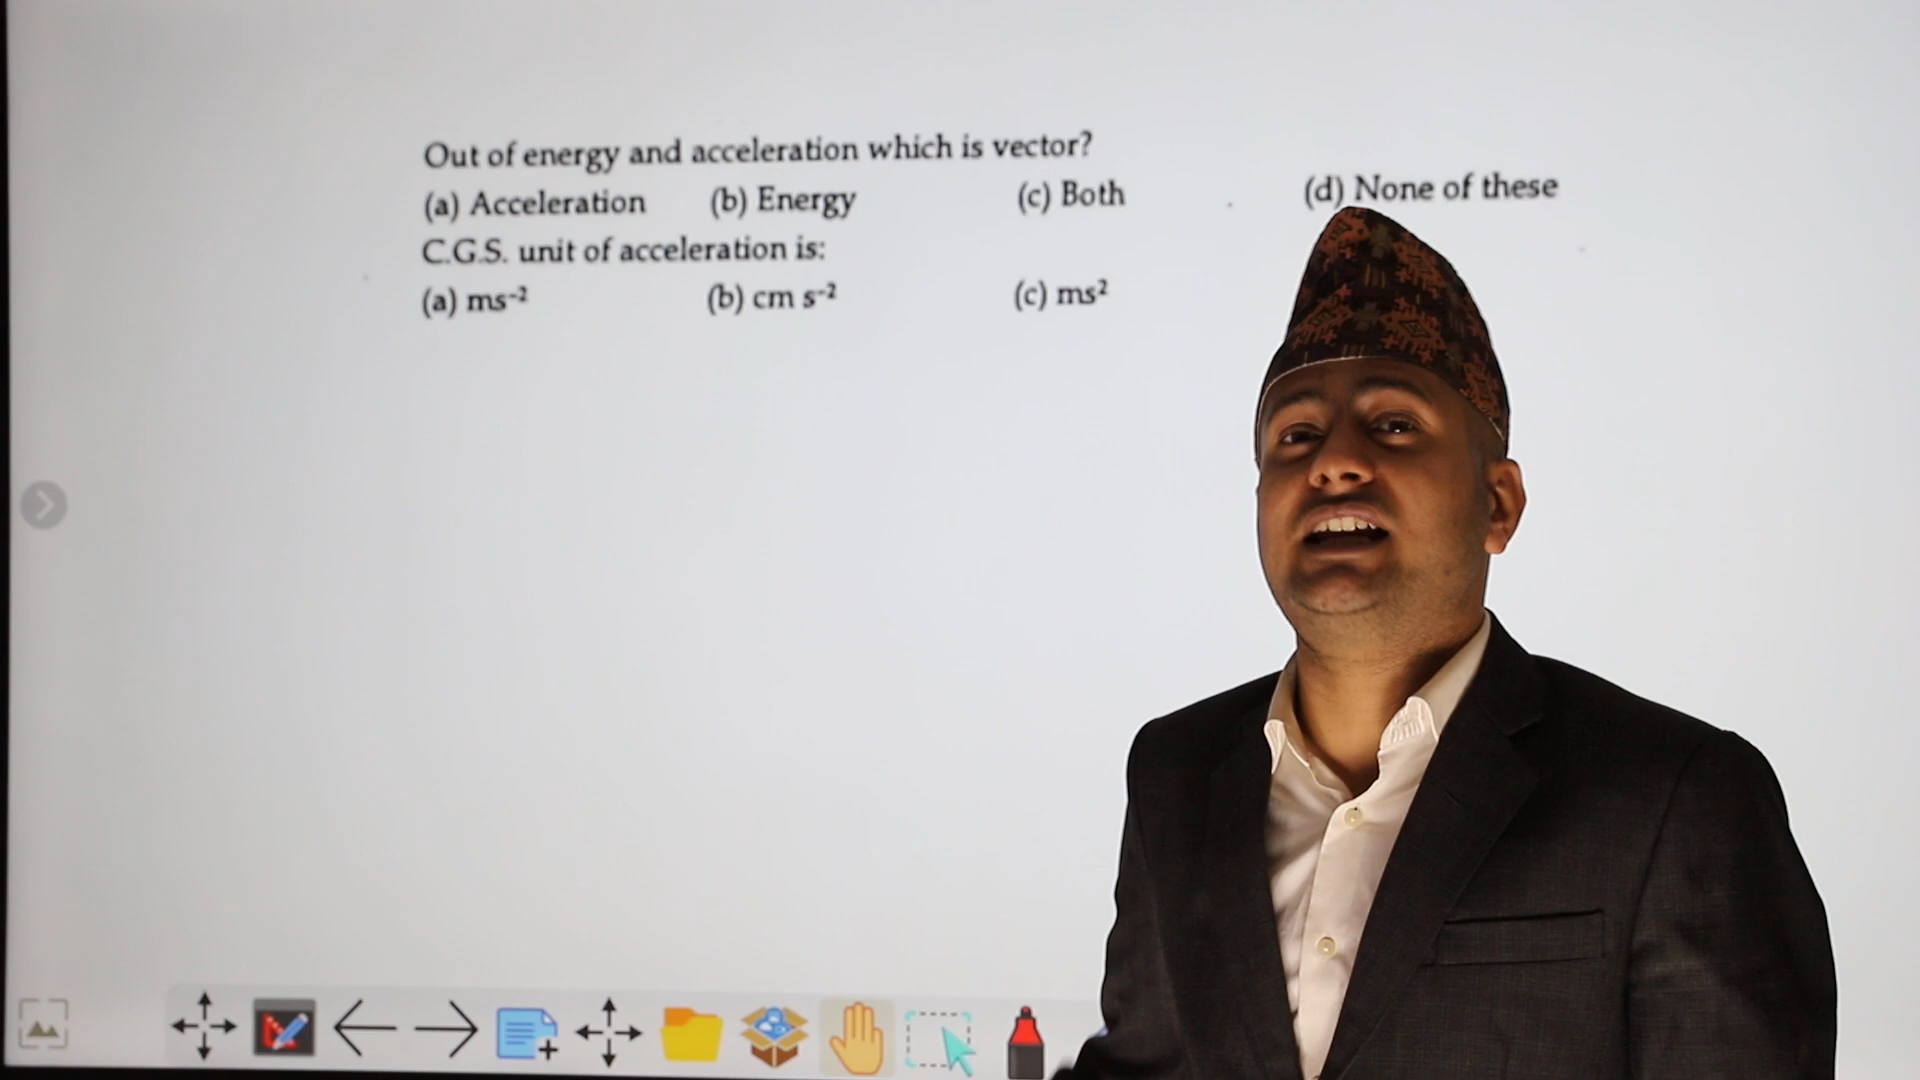 Out of energy and acceleration which is vector?
(a) Acceleration (b) Energy (c) Both (d) None of these
C.G.S. unit of acceleration is:
(a) ms⁻² (b) cm s⁻² (c) ms²